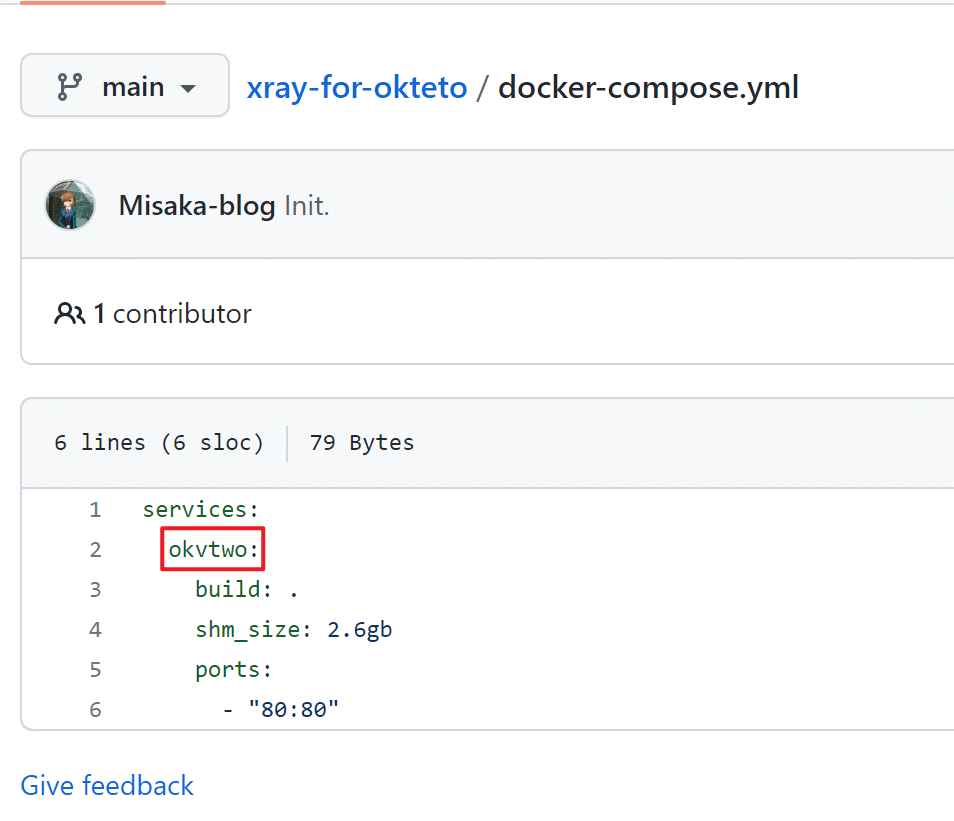 main
xray-for-okteto / docker-compose.yml
Misaka-blog Init.
1 contributor
6 lines (6 sloc) 79 Bytes
1 services:
2 okvtwo:
3 build: .
4 shm_size: 2.6gb
5 ports:
6 - "80:80"
Give feedback